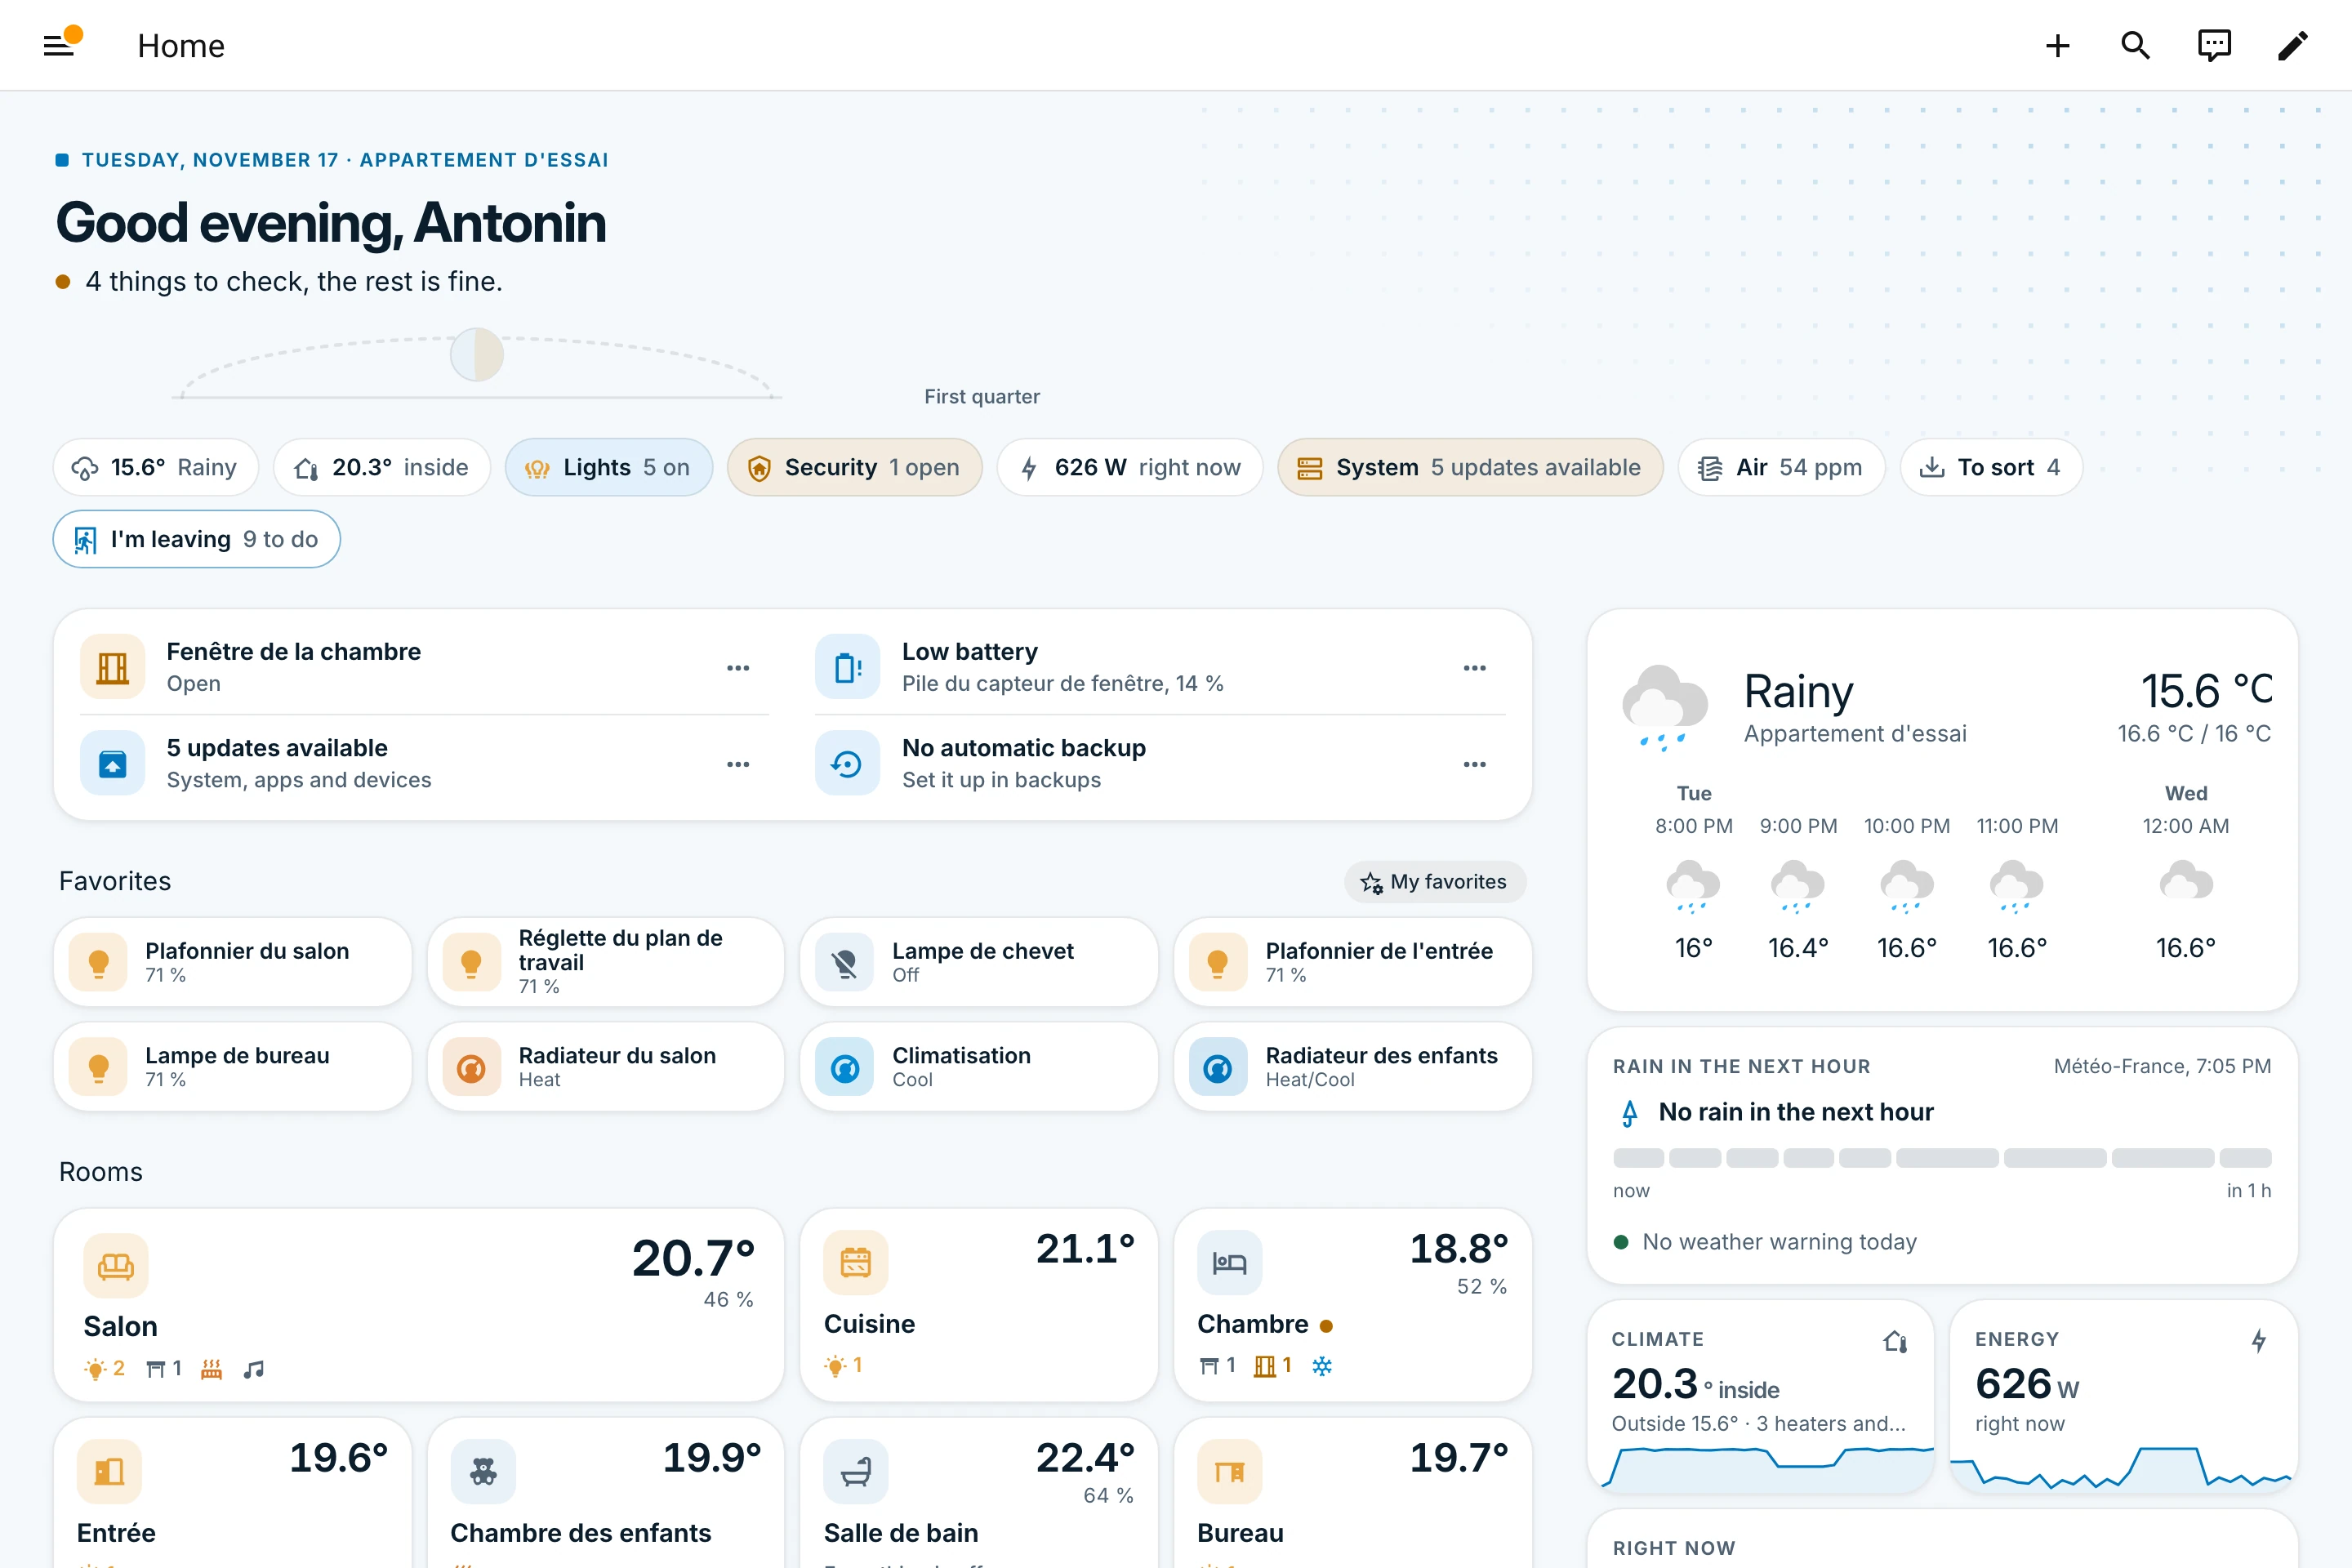 Home
TUESDAY, NOVEMBER 17 · APPARTEMENT D'ESSAI
Good evening, Antonin
4 things to check, the rest is fine.
First quarter
15.6° Rainy
20.3° inside
Lights 5 on
Security 1 open
626 W right now
System 5 updates available
Air 54 ppm
To sort 4
I'm leaving 9 to do
Fenêtre de la chambre
Open
Low battery
Pile du capteur de fenêtre, 14 %
5 updates available
System, apps and devices
No automatic backup
Set it up in backups
Favorites
My favorites
Plafonnier du salon
71 %
Réglette du plan de
travail
71 %
Lampe de chevet
Off
Plafonnier de l'entrée
71 %
Lampe de bureau
71 %
Radiateur du salon
Heat
Climatisation
Cool
Radiateur des enfants
Heat/Cool
Rooms
20.7°
46 %
Salon
2 1
21.1°
Cuisine
1
18.8°
52 %
Chambre
1 1
19.6°
Entrée
19.9°
Chambre des enfants
22.4°
64 %
Salle de bain
19.7°
Bureau
Rainy
Appartement d'essai
15.6 °C
16.6 °C / 16 °C
Tue Wed
8:00 PM 9:00 PM 10:00 PM 11:00 PM 12:00 AM
16° 16.4° 16.6° 16.6° 16.6°
RAIN IN THE NEXT HOUR
Météo-France, 7:05 PM
No rain in the next hour
now in 1 h
No weather warning today
CLIMATE
20.3 ° inside
Outside 15.6° · 3 heaters and...
ENERGY
626 W
right now
RIGHT NOW